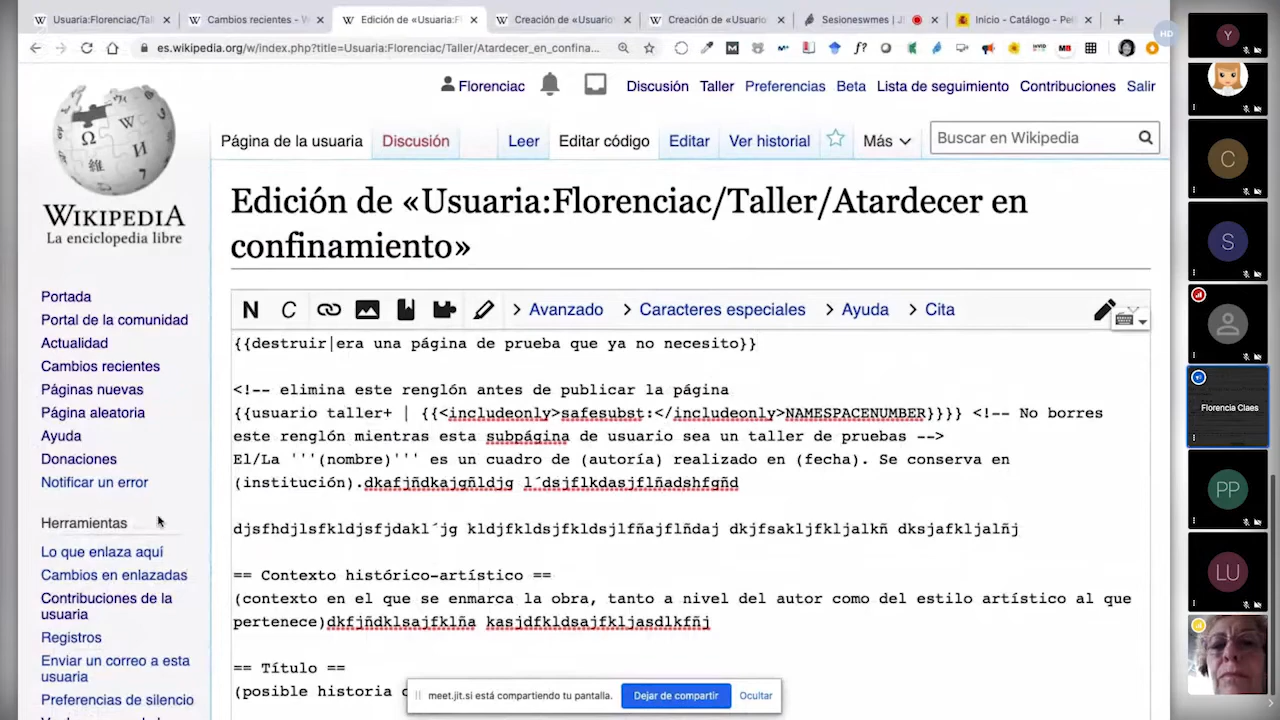 Usuaria:Florenciac/Tall
Cambios recientes - W
Edición de «Usuaria:F
Creación de «Usuario
Creación de «Usuario
Sesioneswmes | J
Inicio - Catálogo - Pe
es.wikipedia.org/w/index.php?title=Usuaria:Florenciac/Taller/Atardecer_en_confina...
HD
Florenciac
Discusión
Taller
Preferencias
Beta
Lista de seguimiento
Contribuciones
Salir
Página de la usuaria
Discusión
Leer
Editar código
Editar
Ver historial
Más
Buscar en Wikipedia
WIKIPEDIA
La enciclopedia libre
Portada
Portal de la comunidad
Actualidad
Cambios recientes
Páginas nuevas
Página aleatoria
Ayuda
Donaciones
Notificar un error
Herramientas
Lo que enlaza aquí
Cambios en enlazadas
Contribuciones de la
usuaria
Registros
Enviar un correo a esta
usuaria
Preferencias de silencio
Edición de «Usuaria:Florenciac/Taller/Atardecer en
confinamiento»
N C
Avanzado
Caracteres especiales
Ayuda
Cita
{{destruir|era una página de prueba que ya no necesito}}
<!-- elimina este renglón antes de publicar la página
{{usuario taller+ | {{<includeonly>safesubst:</includeonly>NAMESPACENUMBER}}}} <!-- No borres
este renglón mientras esta subpágina de usuario sea un taller de pruebas -->
El/La '''(nombre)''' es un cuadro de (autoría) realizado en (fecha). Se conserva en
(institución).dkafjñdkajgñldjg l´dsjflkdasjflñadshfgñd
djsfhdjlsfkldjsfjdakl´jg kldjfkldsjfkldsjlfñajflñdaj dkjfsakljfkljalkñ dksjafkljalñj
== Contexto histórico-artístico ==
(contexto en el que se enmarca la obra, tanto a nivel del autor como del estilo artístico al que
pertenece)dkfjñdklsajfklña kasjdfkldsajfkljasdlkfñj
== Título ==
(posible historia
meet.jit.si está compartiendo tu pantalla.
Dejar de compartir
Ocultar
Y
C
S
Florencia Claes
PP
LU